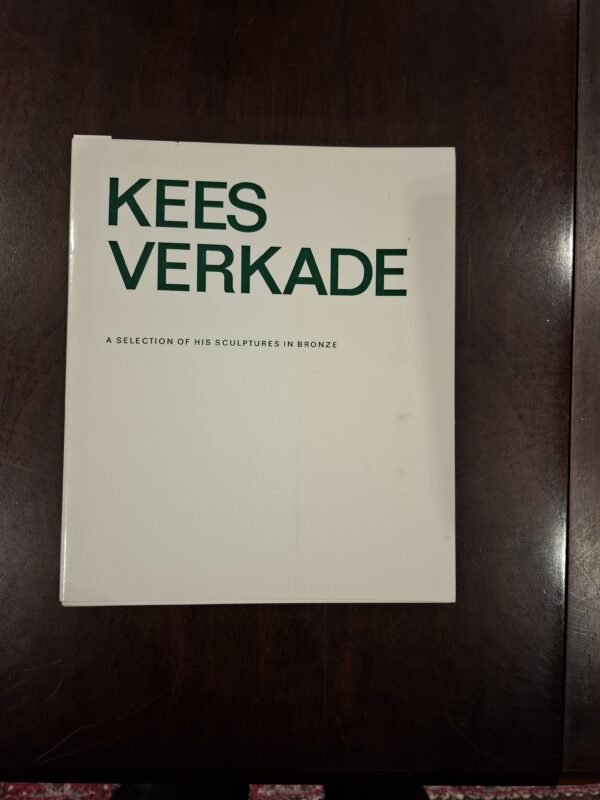 KEES
VERKADE
A SELECTION OF HIS SCULPTURES IN BRONZE